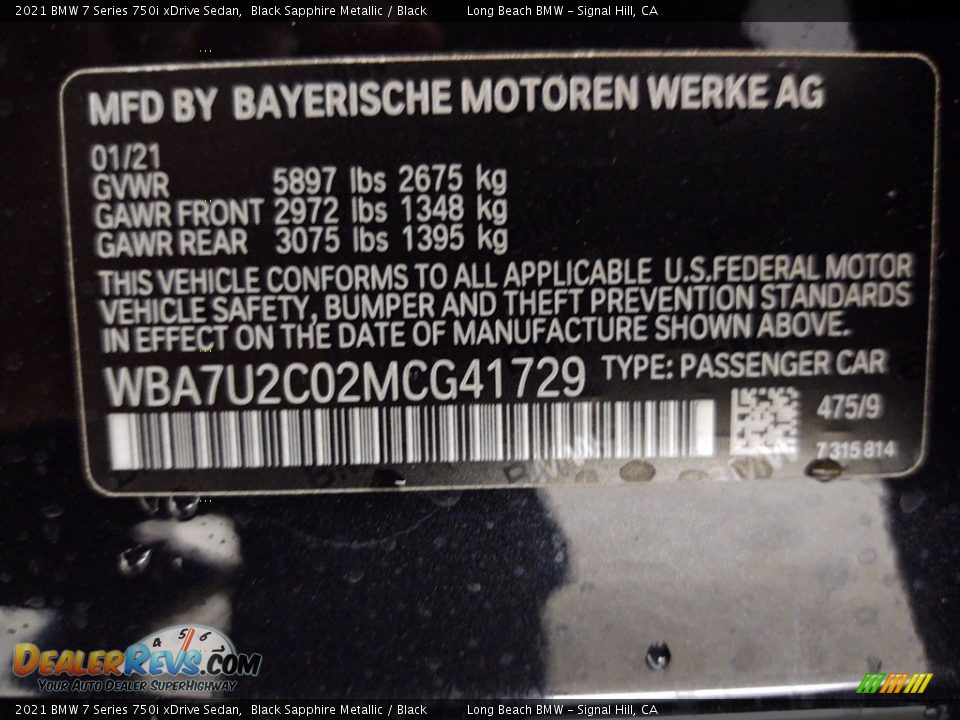 2021 BMW 7 Series 750i xDrive Sedan,  Black Sapphire Metallic / Black  Long Beach BMW - Signal Hill, CA
MFD BY BAYERISCHE MOTOREN WERKE AG
01/21
GVWR 5897 lbs 2675 kg
GAWR FRONT 2972 lbs 1348 kg
GAWR REAR 3075 lbs 1395 kg
THIS VEHICLE CONFORMS TO ALL APPLICABLE U.S.FEDERAL MOTOR
VEHICLE SAFETY, BUMPER AND THEFT PREVENTION STANDARDS
IN EFFECT ON THE DATE OF MANUFACTURE SHOWN ABOVE.
WBA7U2C02MCG41729 TYPE: PASSENGER CAR
475/9
7315814
BMW
4 5 6
DealerRevs.com
Your Auto Dealer SuperHighway
2021 BMW 7 Series 750i xDrive Sedan,  Black Sapphire Metallic / Black  Long Beach BMW - Signal Hill, CA